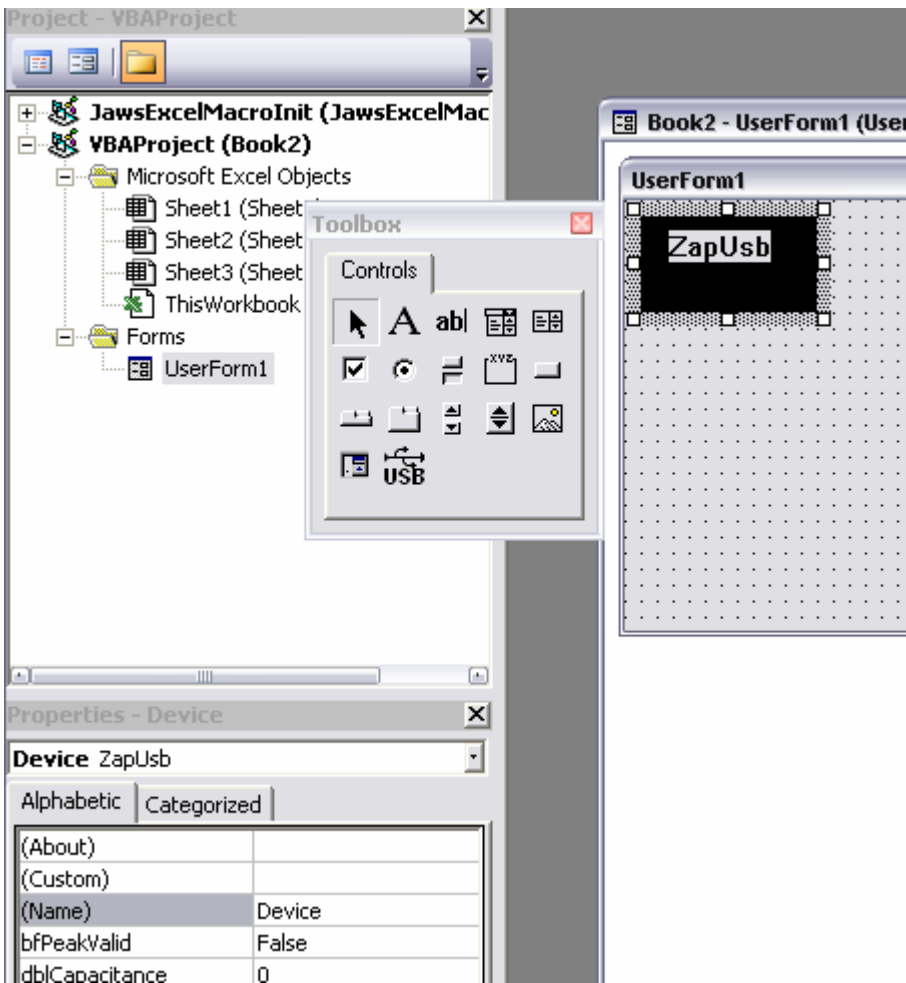 Project - VBAProject
JawsExcelMacroInit (JawsExcelMac
VBAProject (Book2)
Microsoft Excel Objects
Sheet1 (Sheet
Sheet2 (Sheet
Sheet3 (Sheet
ThisWorkbook
Forms
UserForm1
Toolbox
Controls
A ab|
XYZ
USB
Book2 - UserForm1 (User
UserForm1
ZapUsb
Properties - Device
Device ZapUsb
Alphabetic Categorized
(About)
(Custom)
(Name) Device
bfPeakValid False
dblCapacitance 0